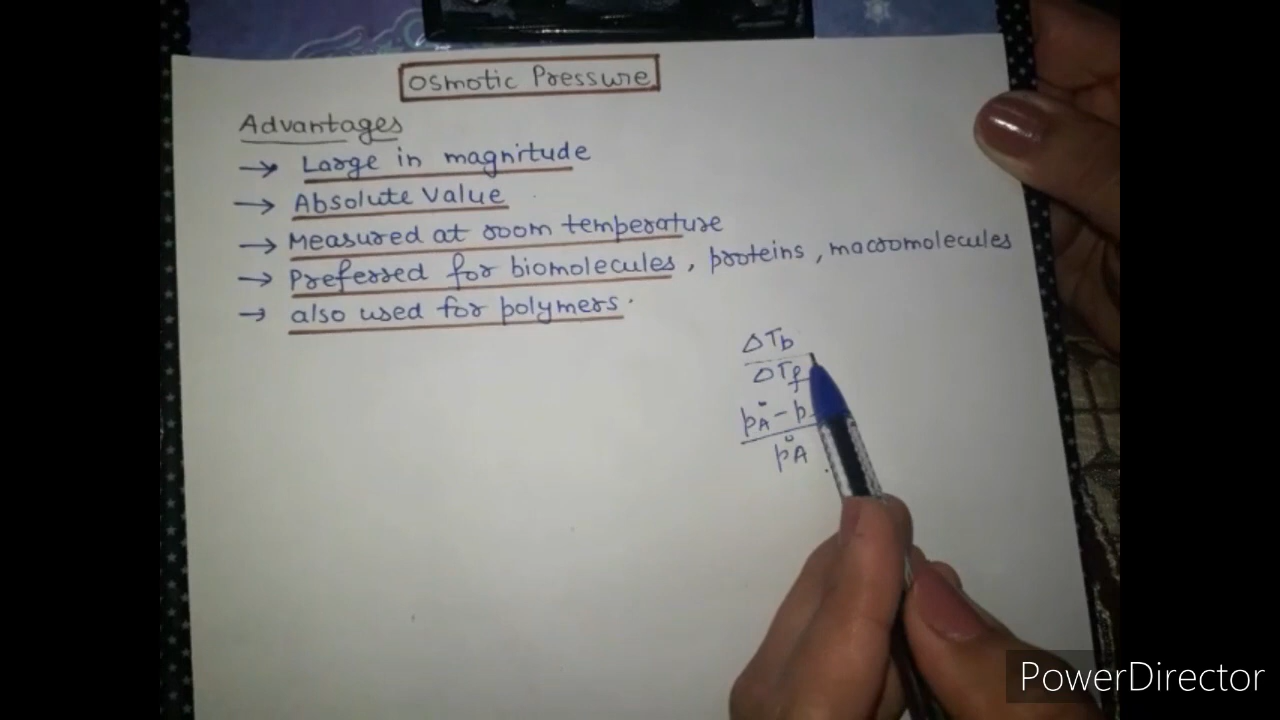 Osmotic Pressure
Advantages
→ Large in magnitude
→ Absolute Value
→ Measured at room temperature
→ Preferred for biomolecules, proteins, macromolecules
→ also used for polymers.
ΔTb
ΔTf
p°A - p
p°A
PowerDirector